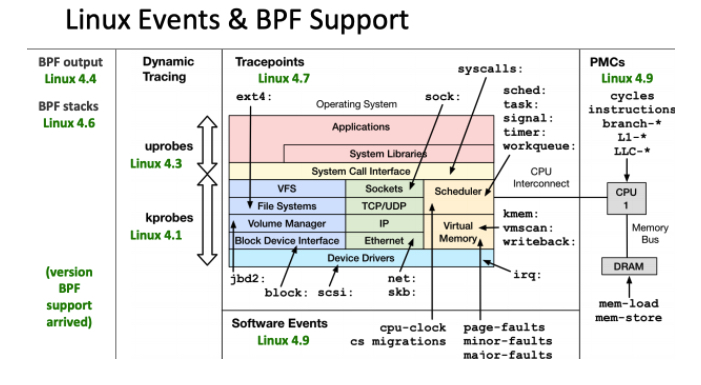 Linux Events & BPF Support
BPF output
Linux 4.4
BPF stacks
Linux 4.6
(version
BPF
support
arrived)
Dynamic
Tracing
uprobes
Linux 4.3
kprobes
Linux 4.1
Tracepoints
Linux 4.7
syscalls:
ext4:
Operating System
sock:
sched:
task:
signal:
timer:
workqueue:
Applications
System Libraries
System Call Interface
VFS
Sockets
Scheduler
File Systems
TCP/UDP
Volume Manager
IP
Virtual
Memory
Block Device Interface
Ethernet
Device Drivers
CPU
Interconnect
kmem:
vmscan:
writeback:
jbd2:
block:
scsi:
net:
skb:
irq:
Software Events
Linux 4.9
cpu-clock
cs migrations
page-faults
minor-faults
major-faults
PMCs
Linux 4.9
cycles
instructions
branch-*
L1-*
LLC-*
CPU
1
Memory
Bus
DRAM
mem-load
mem-store